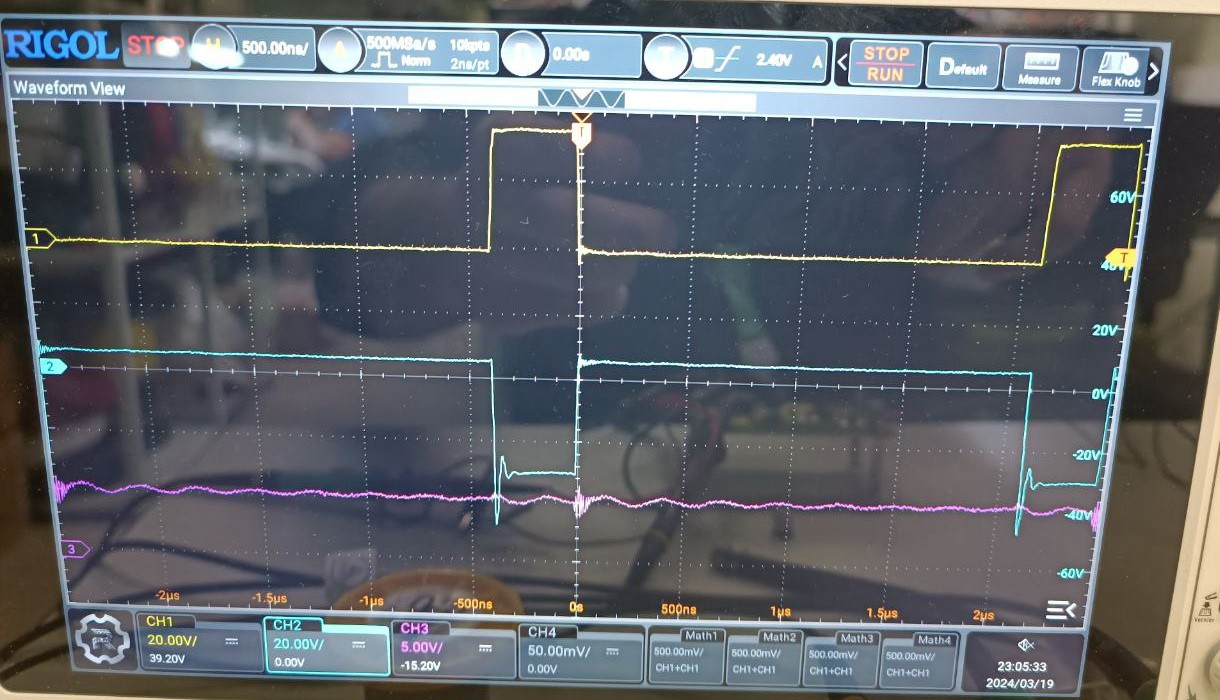 RIGOL STOP H 500.00ns/ A 500MSa/s 10kpts D 0.00s T 2.40V A STOP Default Measure Flex Knob
Norm 2ns/pt RUN
Waveform View
T
1
60V
T
20V
2
0V
-20V
-40V
3
-60V
-2μs -1.5μs -1μs -500ns 0s 500ns 1μs 1.5μs 2μs
CH1 CH2 CH3 CH4 Math1 Math2 Math3 Math4
20.00V/ 20.00V/ 5.00V/ 50.00mV/ 500.00mV/ 500.00mV/ 500.00mV/ 500.00mV/
39.20V 0.00V -15.20V 0.00V CH1+CH1 CH1+CH1 CH1+CH1 CH1+CH1
23:05:33
2024/03/19